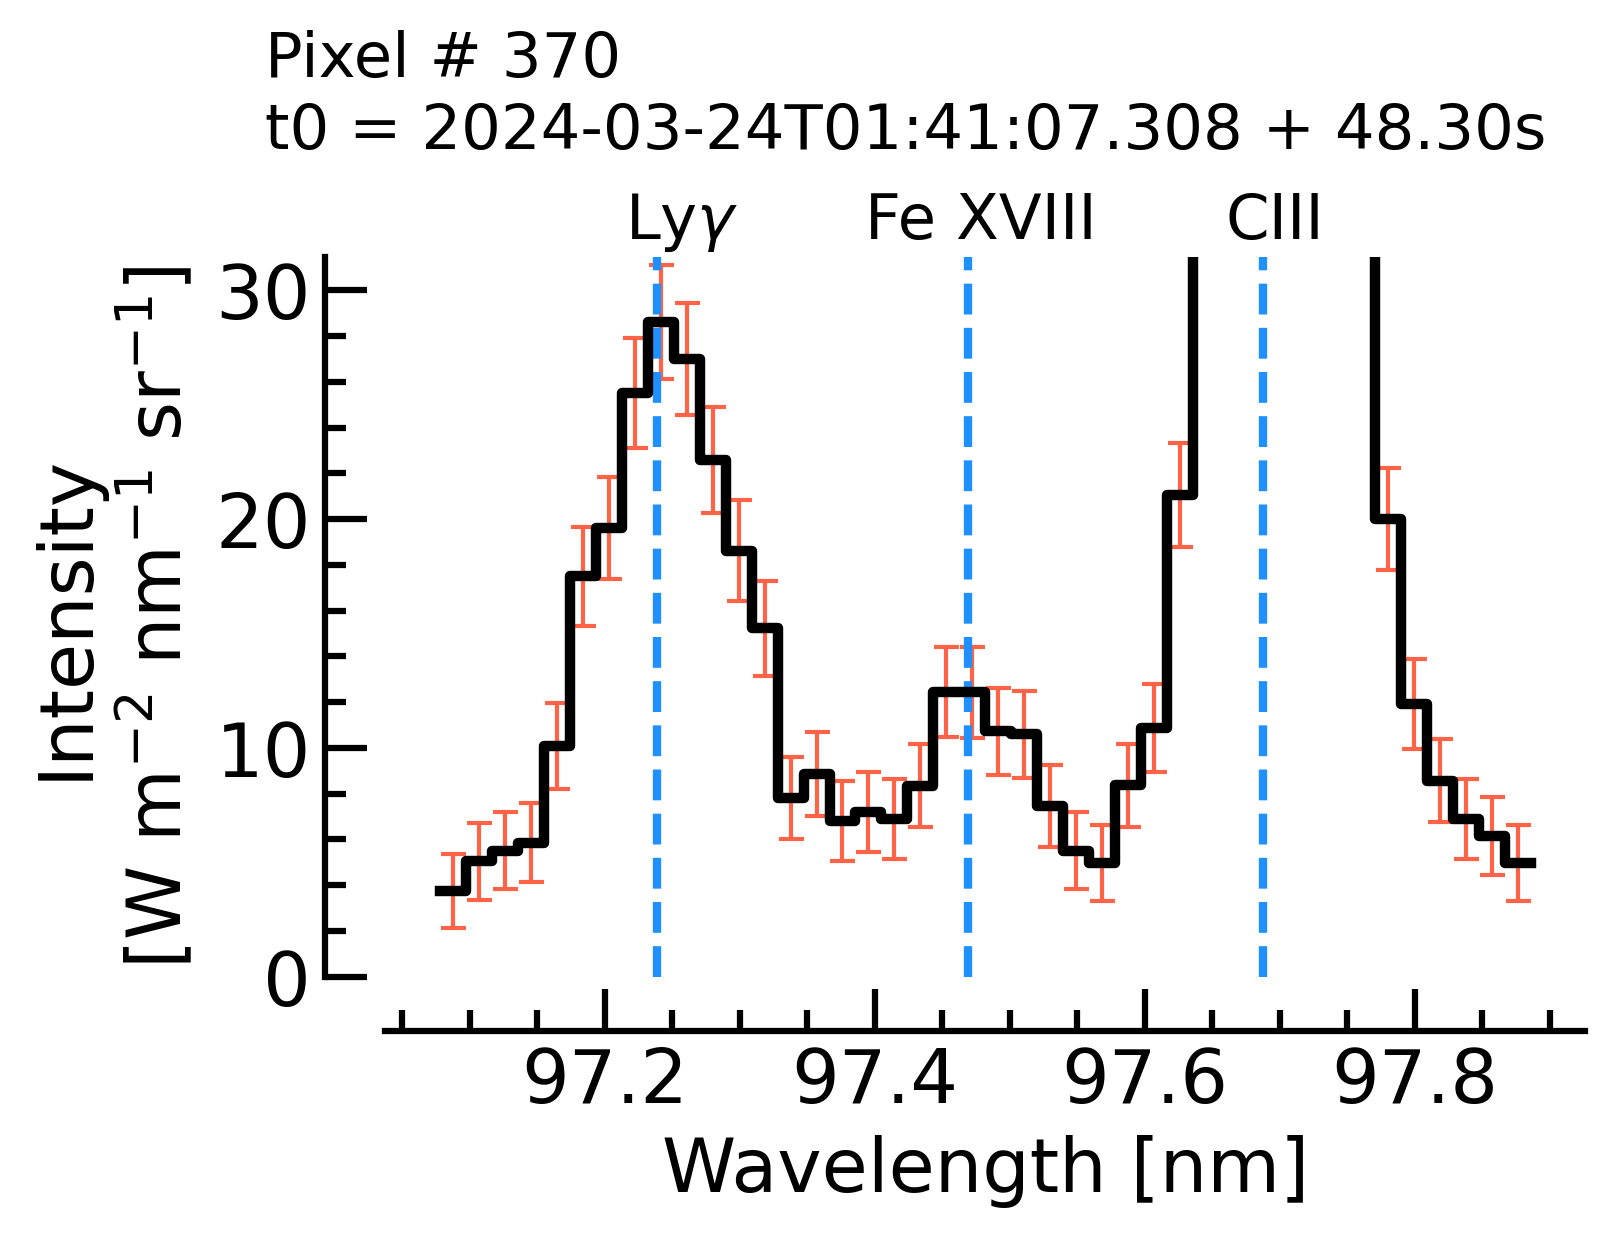 Pixel # 370
t0 = 2024-03-24T01:41:07.308 + 48.30s
Lyγ Fe XVIII CIII
Intensity
[W m⁻² nm⁻¹ sr⁻¹]
30
20
10
0
97.2 97.4 97.6 97.8
Wavelength [nm]